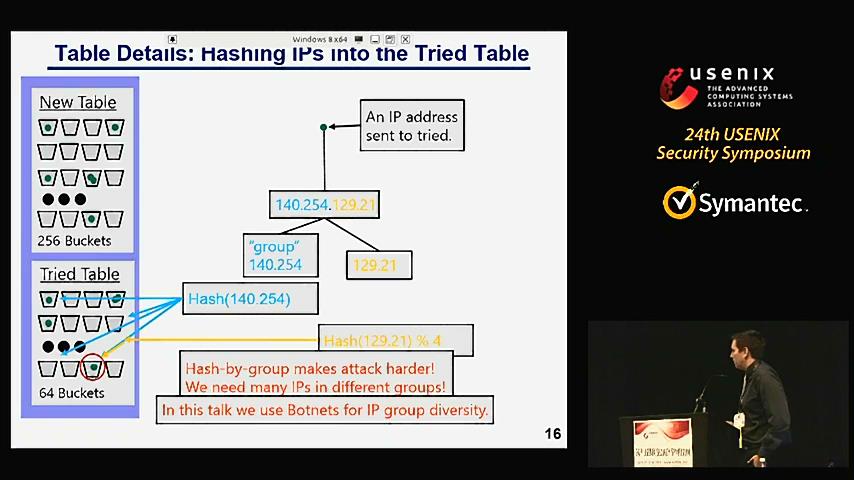 Windows 8 x64
Table Details: Hashing IPs into the Tried Table
New Table
256 Buckets
Tried Table
64 Buckets
An IP address
sent to tried.
140.254.129.21
"group"
140.254
129.21
Hash(140.254)
Hash(129.21) % 4
Hash-by-group makes attack harder!
We need many IPs in different groups!
In this talk we use Botnets for IP group diversity.
16
usenix
THE ADVANCED
COMPUTING SYSTEMS
ASSOCIATION
24th USENIX
Security Symposium
Symantec.